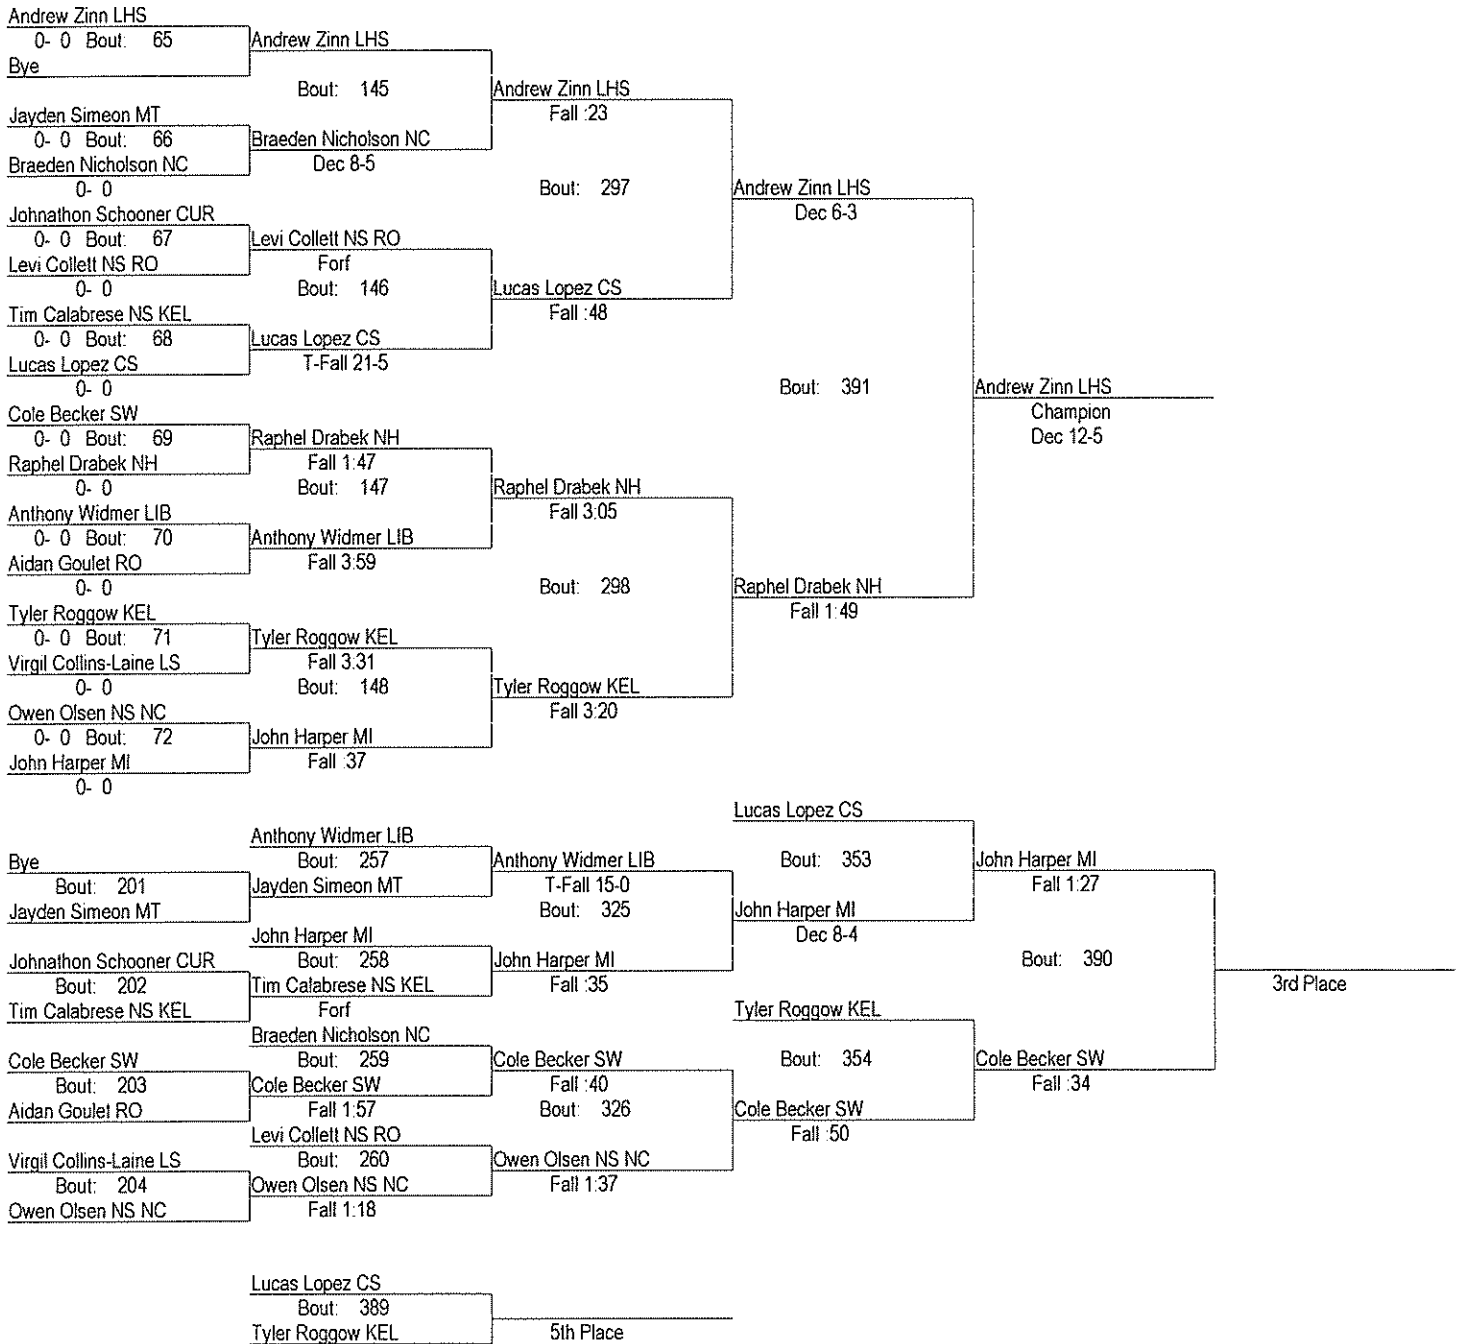 Andrew Zinn LHS
0- 0 Bout: 65
Bye
Andrew Zinn LHS
Bout: 145
Jayden Simeon MT
0- 0 Bout: 66
Braeden Nicholson NC
0- 0
Braeden Nicholson NC
Dec 8-5
Andrew Zinn LHS
Fall :23
Bout: 297
Johnathon Schooner CUR
0- 0 Bout: 67
Levi Collett NS RO
0- 0
Levi Collett NS RO
Forf
Bout: 146
Tim Calabrese NS KEL
0- 0 Bout: 68
Lucas Lopez CS
0- 0
Lucas Lopez CS
T-Fall 21-5
Lucas Lopez CS
Fall :48
Andrew Zinn LHS
Dec 6-3
Bout: 391
Andrew Zinn LHS
Champion
Dec 12-5
Cole Becker SW
0- 0 Bout: 69
Raphel Drabek NH
0- 0
Raphel Drabek NH
Fall 1:47
Bout: 147
Anthony Widmer LIB
0- 0 Bout: 70
Aidan Goulet RO
0- 0
Anthony Widmer LIB
Fall 3:59
Raphel Drabek NH
Fall 3:05
Bout: 298
Raphel Drabek NH
Fall 1:49
Tyler Roggow KEL
0- 0 Bout: 71
Virgil Collins-Laine LS
0- 0
Tyler Roggow KEL
Fall 3:31
Bout: 148
Owen Olsen NS NC
0- 0 Bout: 72
John Harper MI
0- 0
John Harper MI
Fall :37
Tyler Roggow KEL
Fall 3:20
Bye
Bout: 201
Jayden Simeon MT
Anthony Widmer LIB
Bout: 257
Jayden Simeon MT
Anthony Widmer LIB
T-Fall 15-0
Bout: 325
Johnathon Schooner CUR
Bout: 202
Tim Calabrese NS KEL
John Harper MI
Bout: 258
Tim Calabrese NS KEL
Forf
John Harper MI
Fall :35
Lucas Lopez CS
Bout: 353
John Harper MI
Dec 8-4
John Harper MI
Fall 1:27
Bout: 390
3rd Place
Cole Becker SW
Bout: 203
Aidan Goulet RO
Braeden Nicholson NC
Bout: 259
Cole Becker SW
Fall 1:57
Cole Becker SW
Fall :40
Bout: 326
Virgil Collins-Laine LS
Bout: 204
Owen Olsen NS NC
Levi Collett NS RO
Bout: 260
Owen Olsen NS NC
Fall 1:18
Owen Olsen NS NC
Fall 1:37
Tyler Roggow KEL
Bout: 354
Cole Becker SW
Fall :50
Cole Becker SW
Fall :34
Lucas Lopez CS
Bout: 389
Tyler Roggow KEL
5th Place